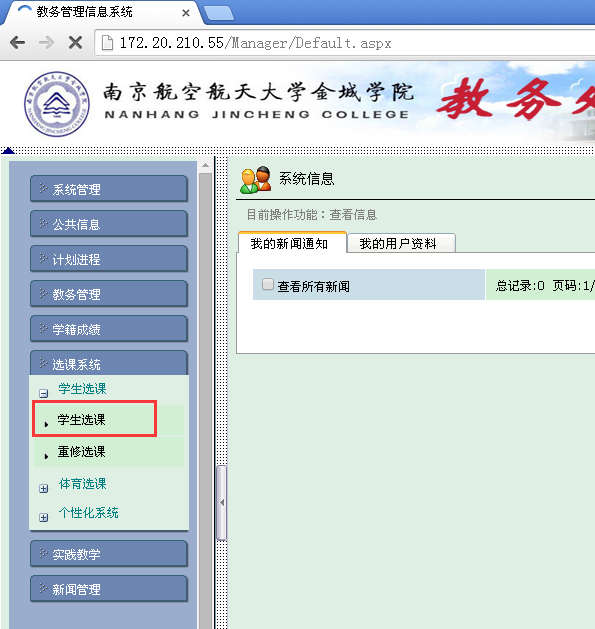 教务管理信息系统
172.20.210.55/Manager/Default.aspx
南京航空航天大学金城学院
NANHANG JINCHENG COLLEGE
教务
系统管理
公共信息
计划进程
教务管理
学籍成绩
选课系统
学生选课
学生选课
重修选课
体育选课
个性化系统
实践教学
新闻管理
系统信息
目前操作功能：查看信息
我的新闻通知 我的用户资料
查看所有新闻 总记录:0 页码:1/